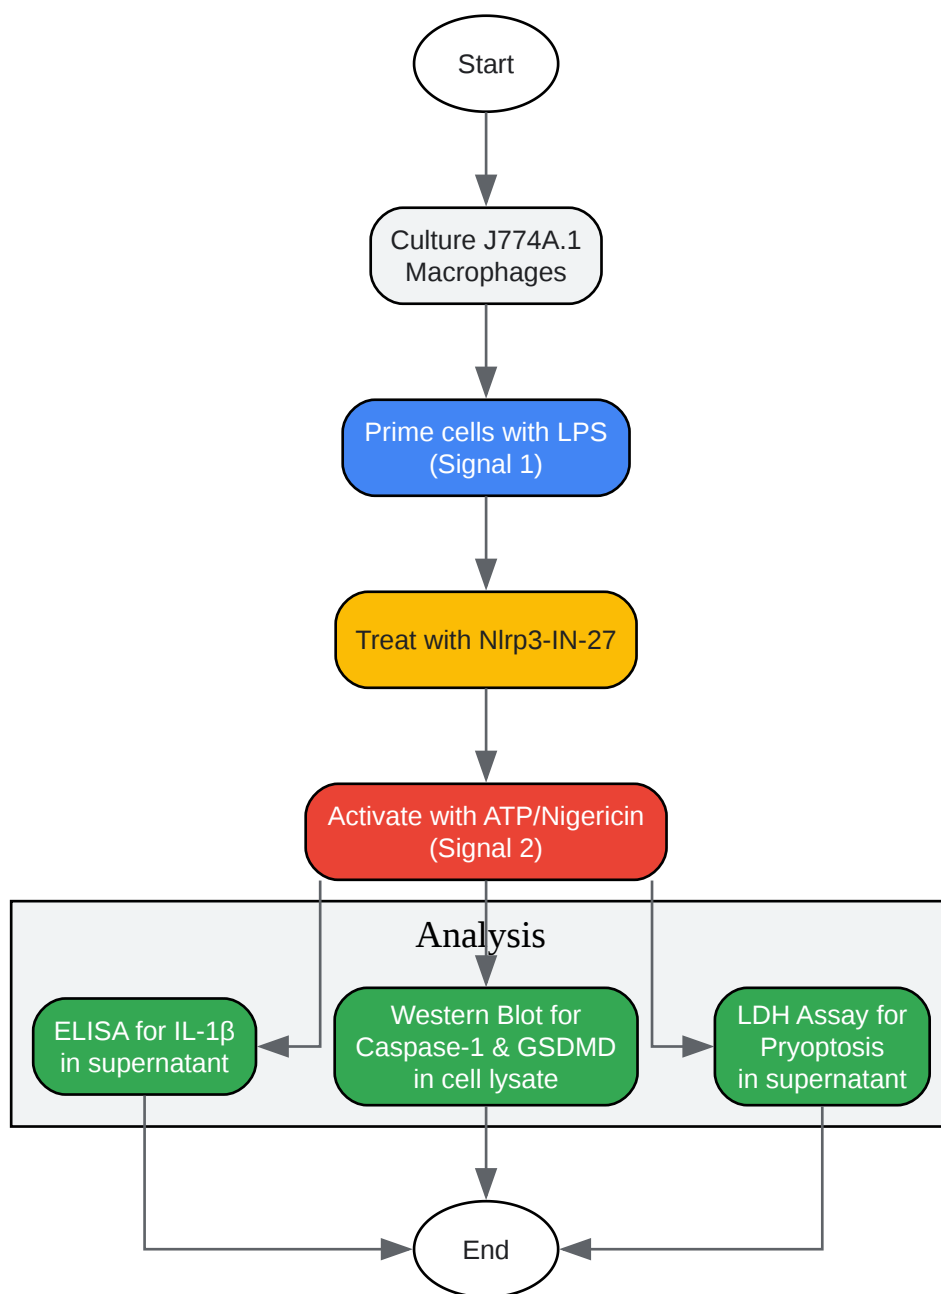 Start
Culture J774A.1
Macrophages
Prime cells with LPS
(Signal 1)
Treat with Nlrp3-IN-27
Activate with ATP/Nigericin
(Signal 2)
Analysis
ELISA for IL-1β
in supernatant
Western Blot for
Caspase-1 & GSDMD
in cell lysate
LDH Assay for
Pryoptosis
in supernatant
End